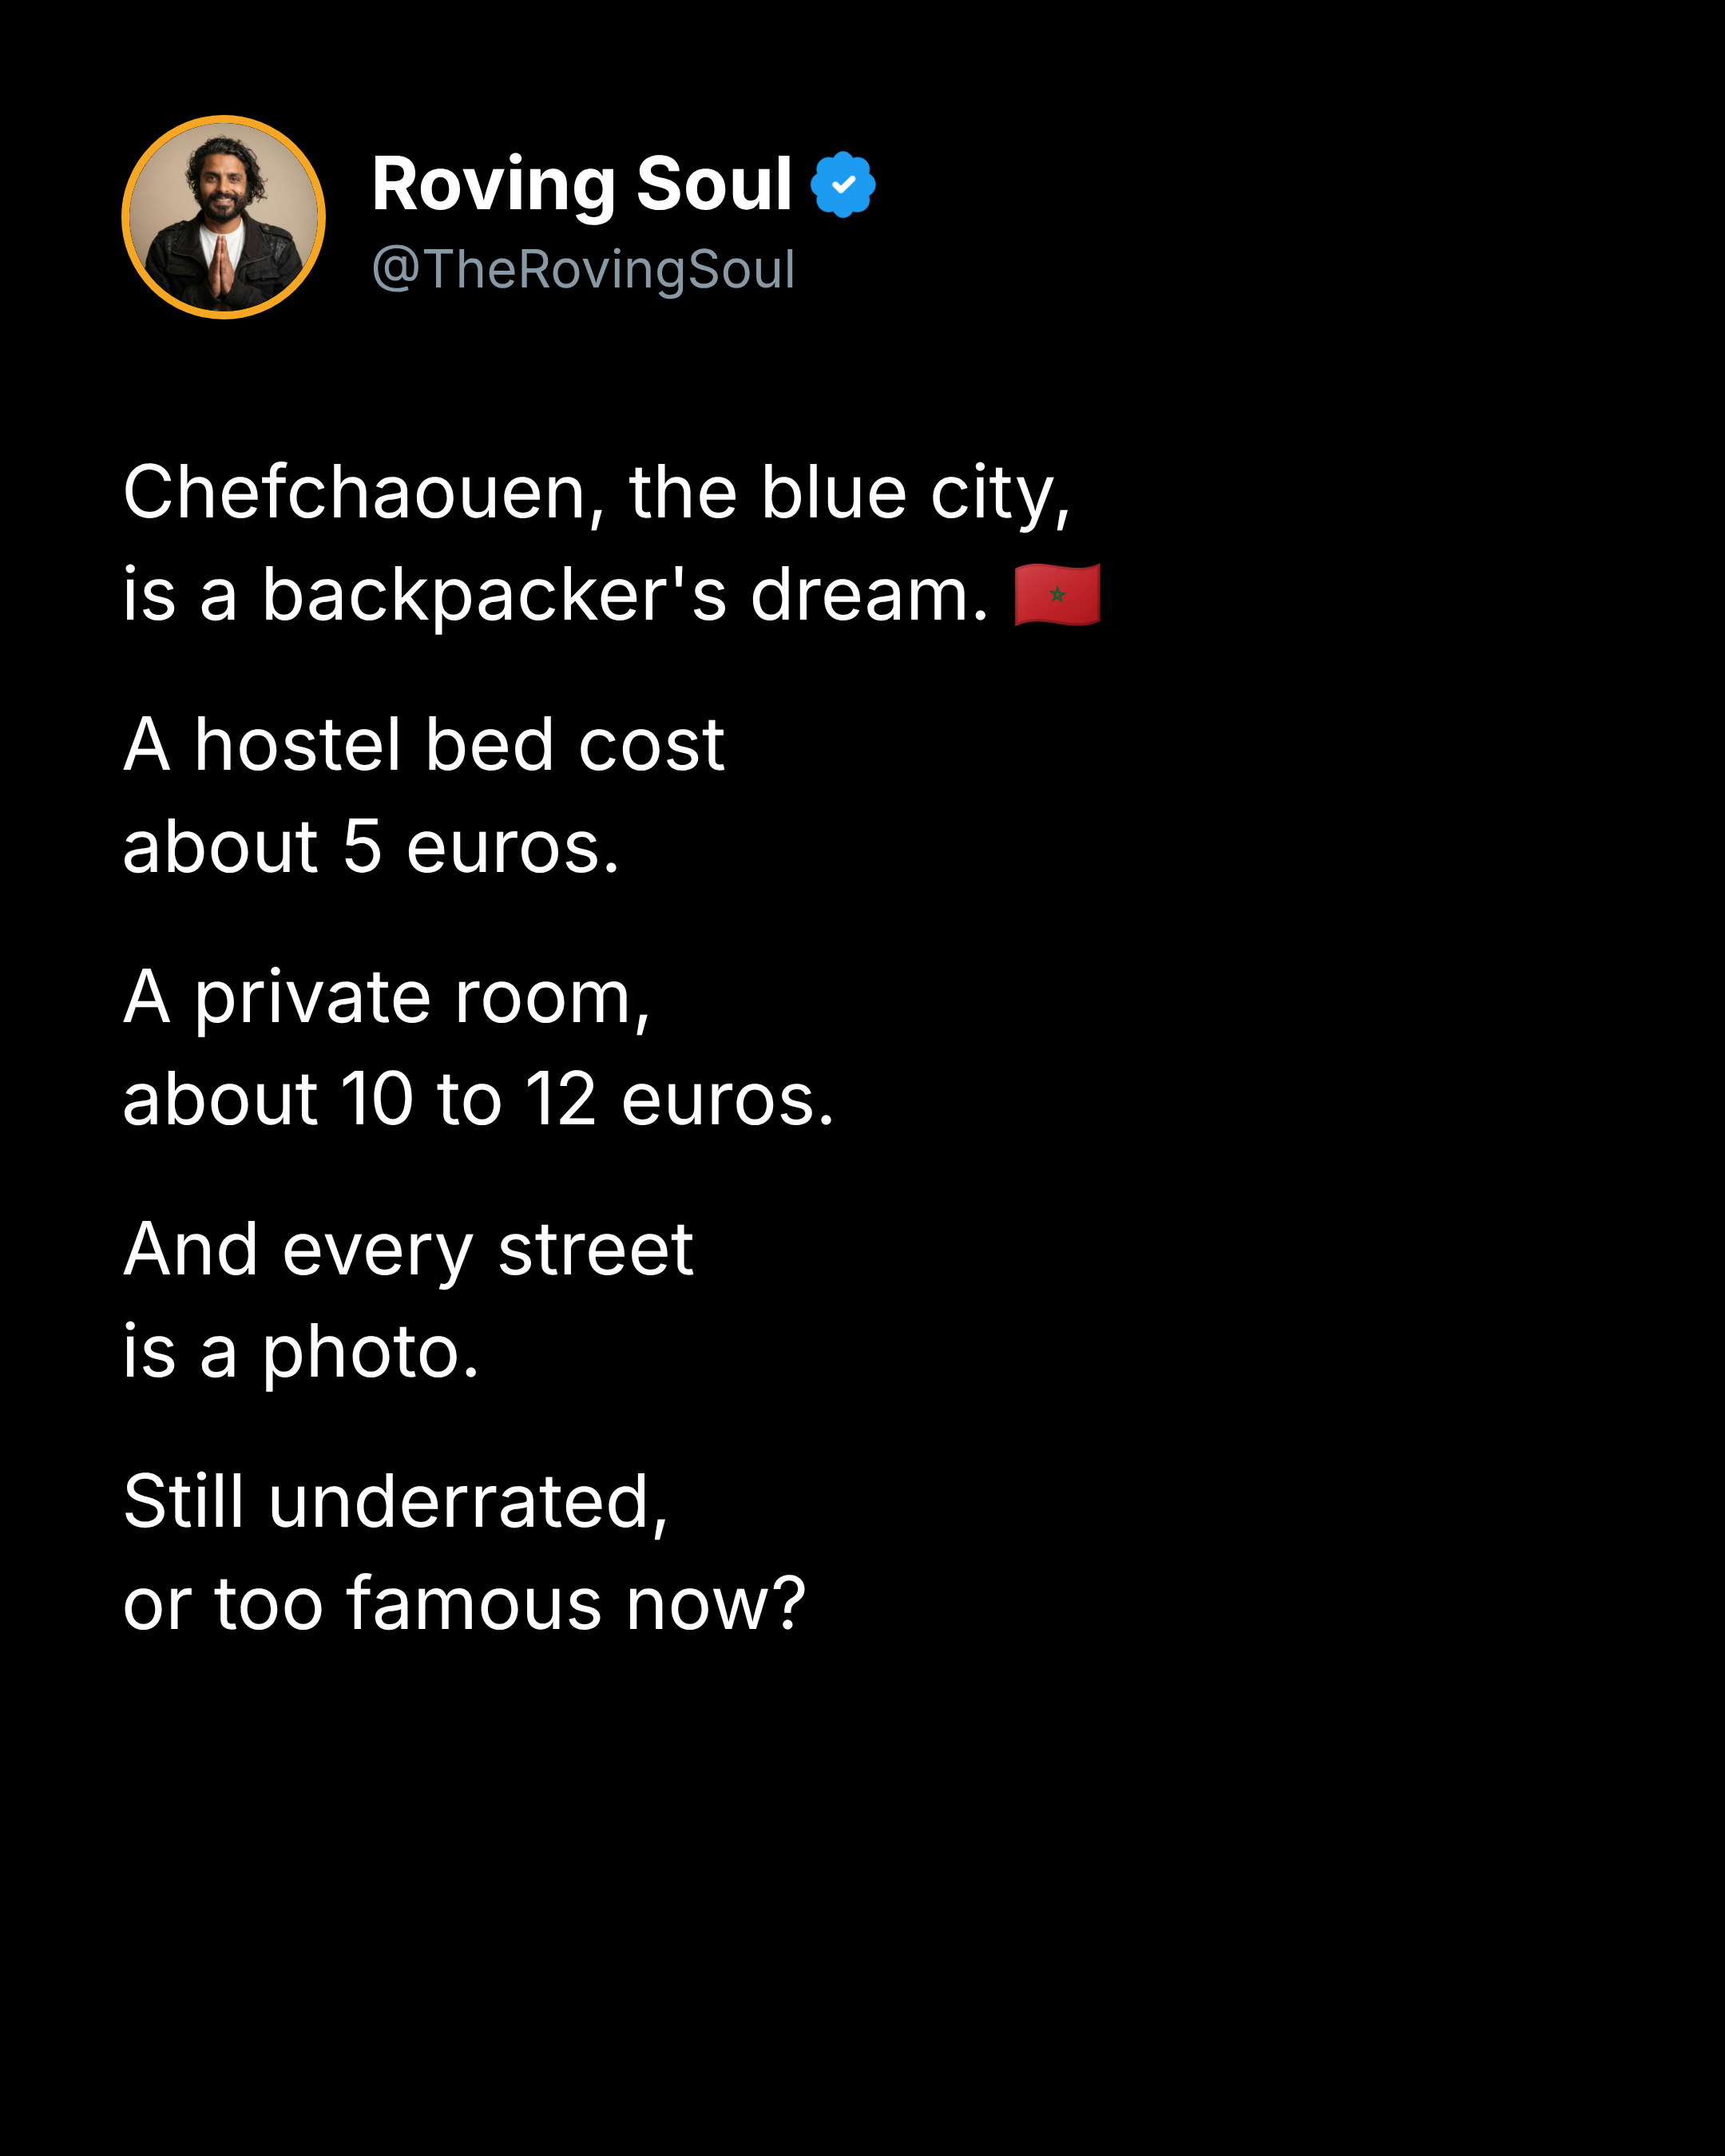 Roving Soul
@TheRovingSoul
Chefchaouen, the blue city,
is a backpacker's dream. 🇲🇦
A hostel bed cost
about 5 euros.
A private room,
about 10 to 12 euros.
And every street
is a photo.
Still underrated,
or too famous now?